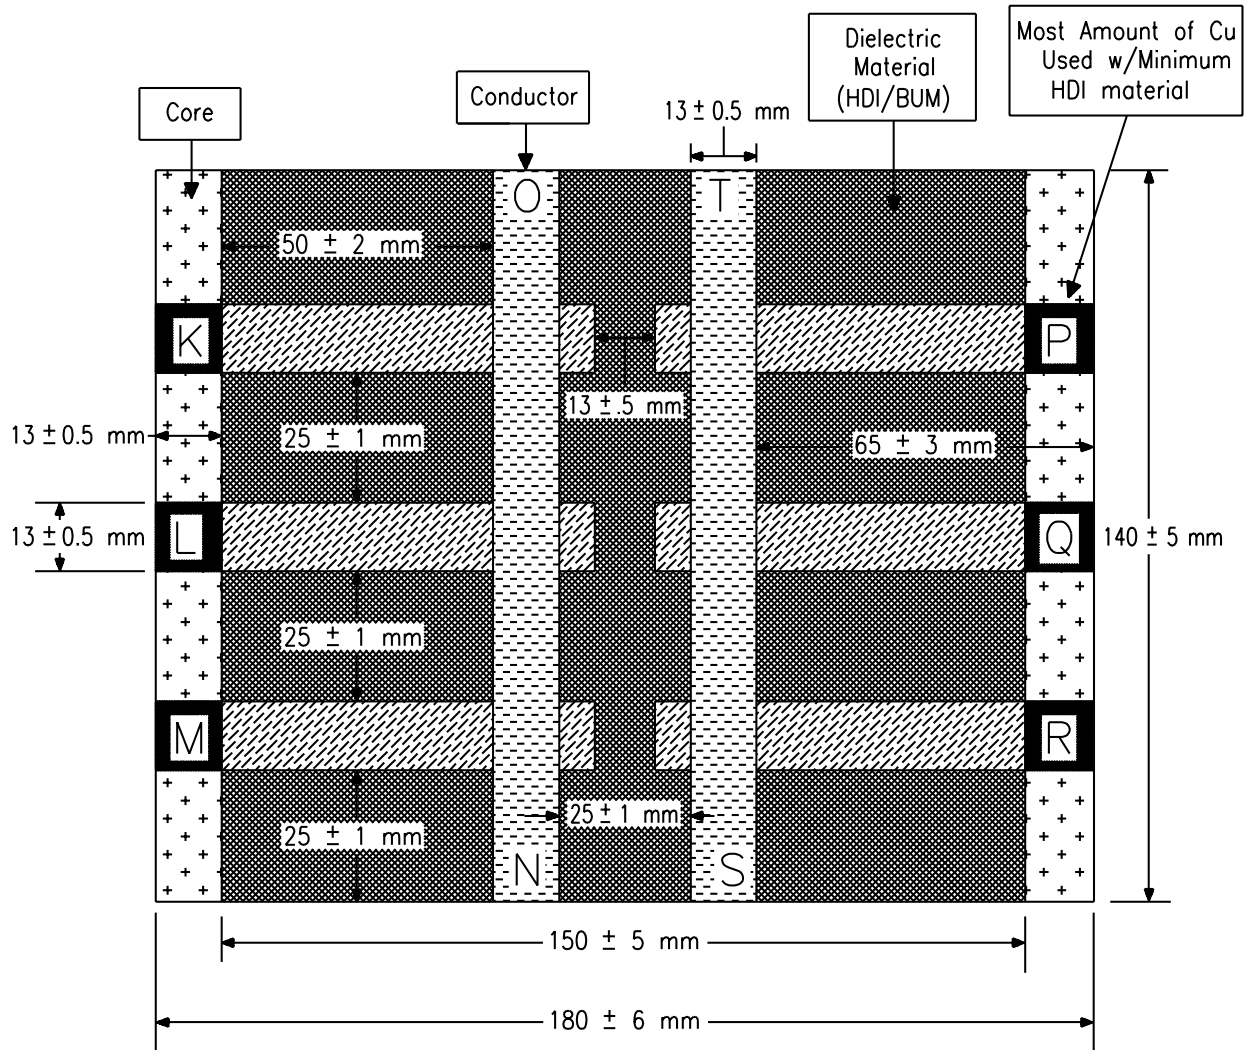 Most Amount of Cu
Used w/Minimum
HDI material
Dielectric
Material
(HDI/BUM)
Conductor
Core
13 ± 0.5 mm
O
T
50 ± 2 mm
K
P
13 ± .5 mm
13 ± 0.5 mm
25 ± 1 mm
65 ± 3 mm
13 ± 0.5 mm
L
Q
140 ± 5 mm
25 ± 1 mm
M
R
25 ± 1 mm
25 ± 1 mm
N
S
150 ± 5 mm
180 ± 6 mm